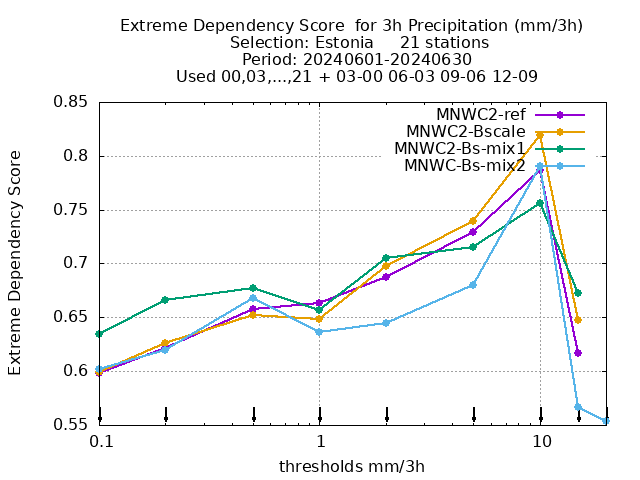 Extreme Dependency Score  for 3h Precipitation (mm/3h)
Selection: Estonia     21 stations
Period: 20240601-20240630
Used 00,03,...,21 + 03-00 06-03 09-06 12-09
MNWC2-ref
MNWC2-Bscale
MNWC2-Bs-mix1
MNWC-Bs-mix2
Extreme Dependency Score
0.85
0.8
0.75
0.7
0.65
0.6
0.55
0.1 1 10
thresholds mm/3h